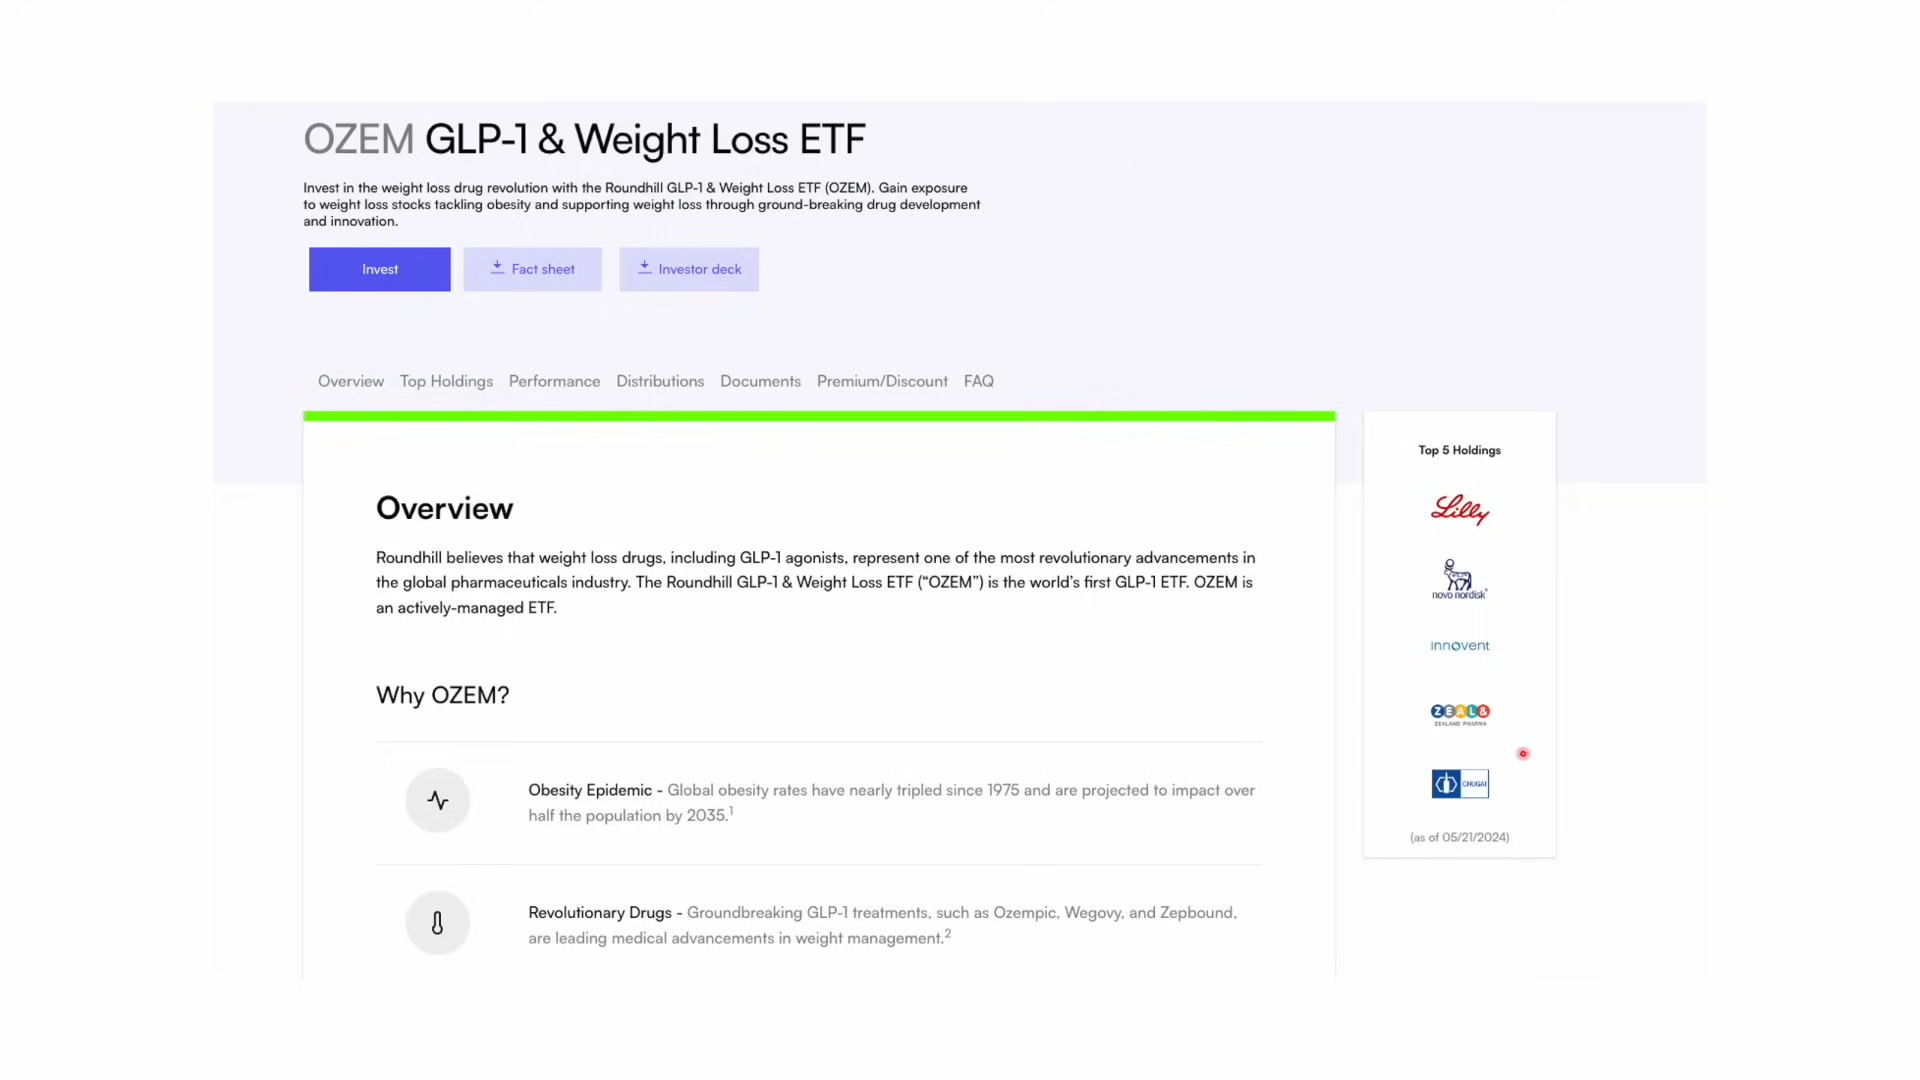 OZEM GLP-1 & Weight Loss ETF
Invest in the weight loss drug revolution with the Roundhill GLP-1 & Weight Loss ETF (OZEM). Gain exposure
to weight loss stocks tackling obesity and supporting weight loss through ground-breaking drug development
and innovation.
Invest
Fact sheet
Investor deck
Overview Top Holdings Performance Distributions Documents Premium/Discount FAQ
Overview
Roundhill believes that weight loss drugs, including GLP-1 agonists, represent one of the most revolutionary advancements in
the global pharmaceuticals industry. The Roundhill GLP-1 & Weight Loss ETF (“OZEM”) is the world’s first GLP-1 ETF. OZEM is
an actively-managed ETF.
Why OZEM?
Obesity Epidemic - Global obesity rates have nearly tripled since 1975 and are projected to impact over
half the population by 2035.1
Revolutionary Drugs - Groundbreaking GLP-1 treatments, such as Ozempic, Wegovy, and Zepbound,
are leading medical advancements in weight management.2
Top 5 Holdings
Lilly
novo nordisk
Innovent
ZEAL&
ZEALAND PHARMA
CHUGAI
(as of 05/21/2024)